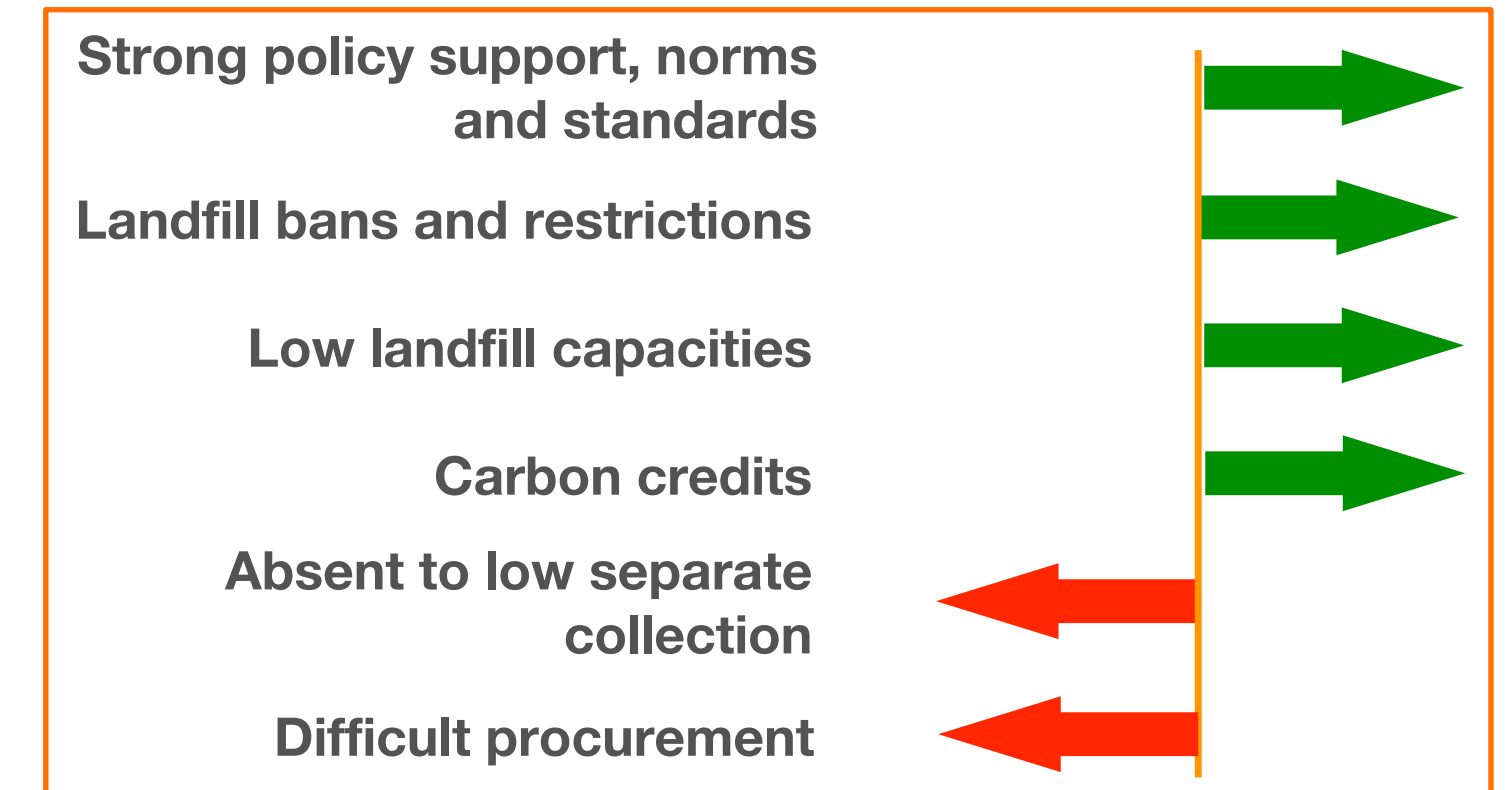 Strong policy support, norms
and standards
Landfill bans and restrictions
Low landfill capacities
Carbon credits
Absent to low separate
collection
Difficult procurement